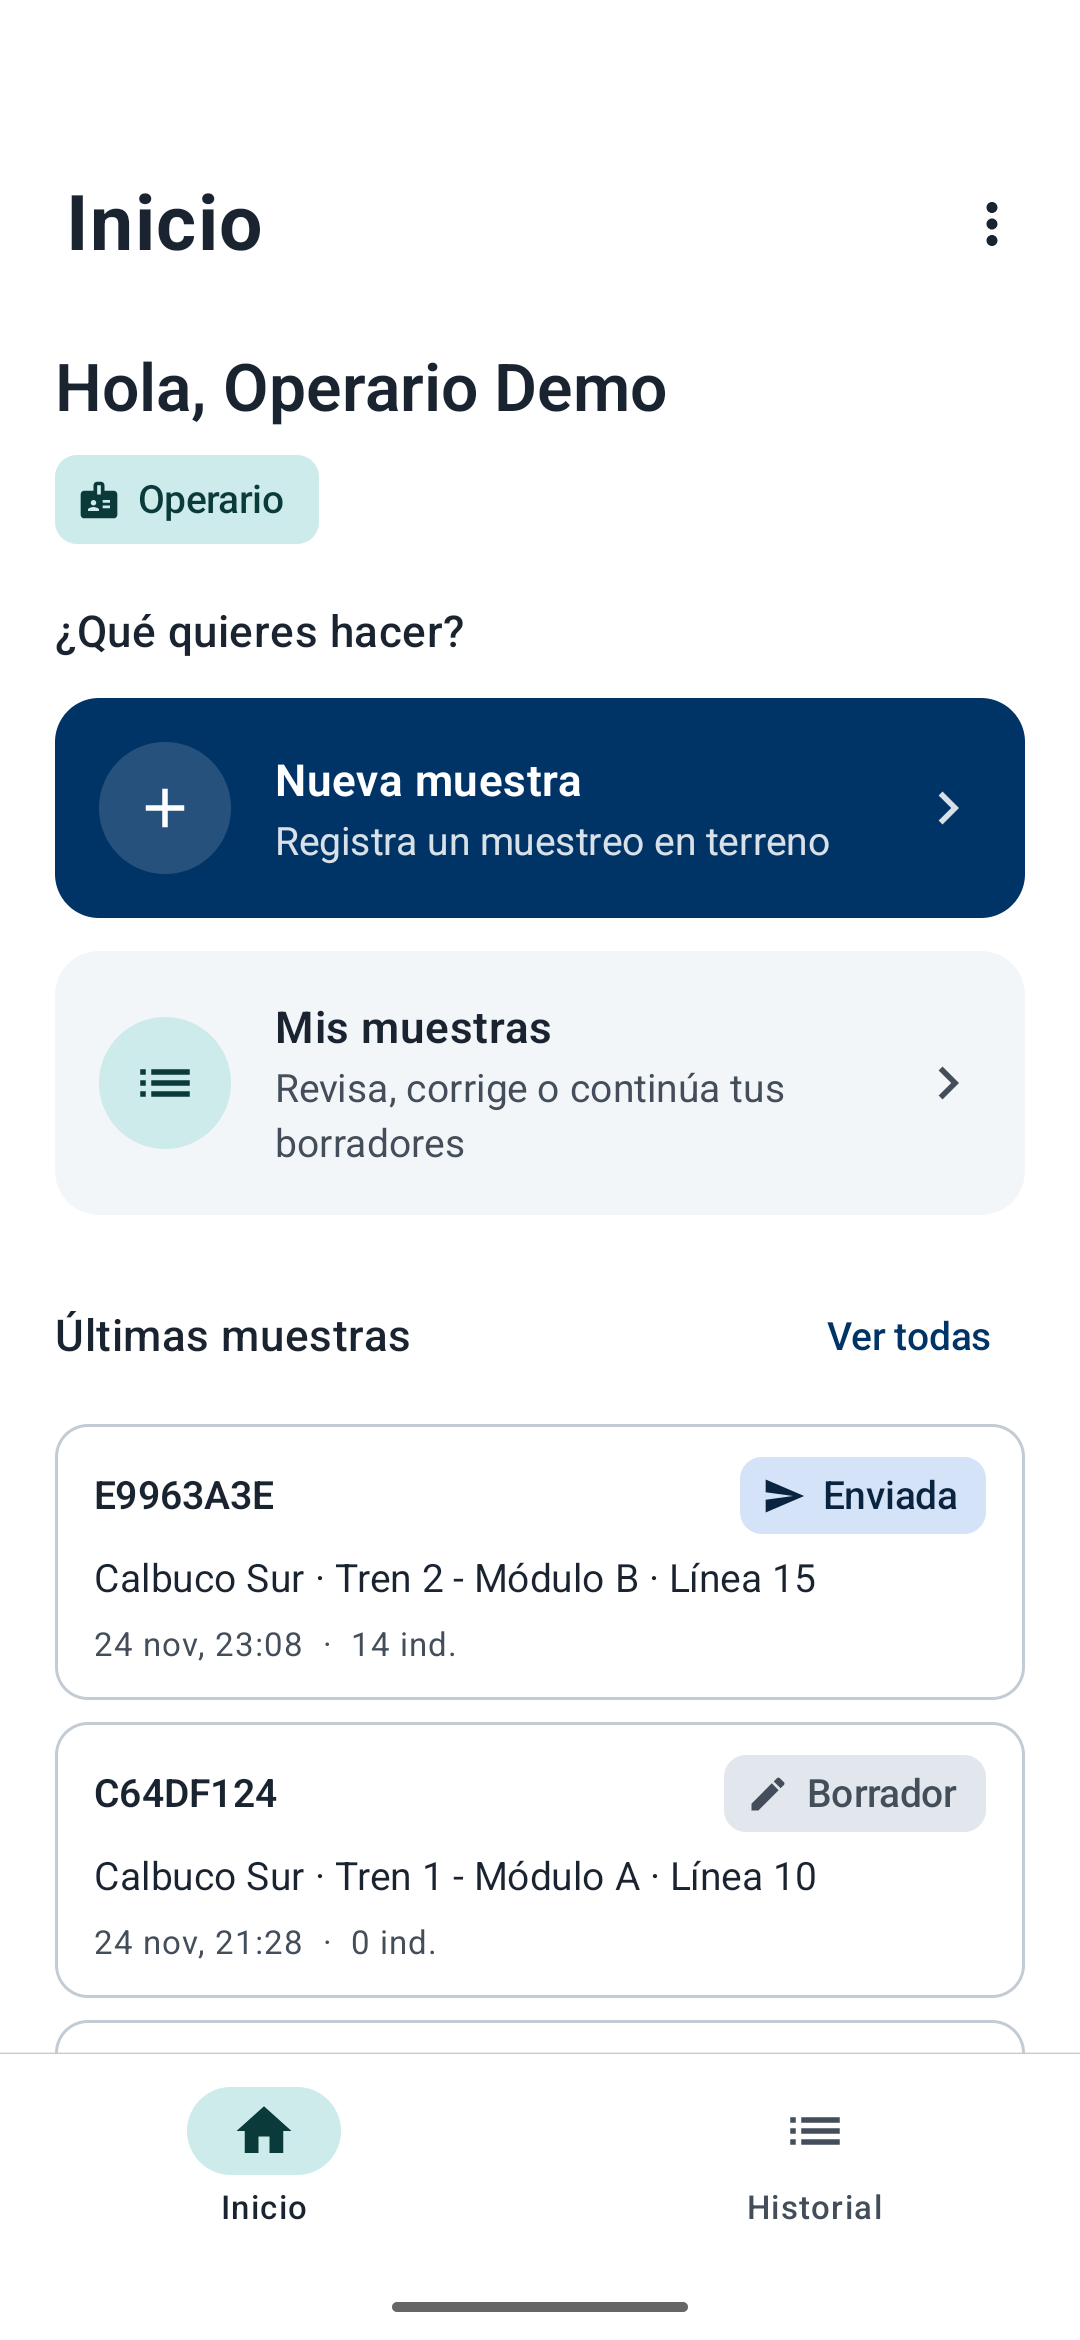 Inicio
Hola, Operario Demo
Operario
¿Qué quieres hacer?
Nueva muestra
Registra un muestreo en terreno
Mis muestras
Revisa, corrige o continúa tus
borradores
Últimas muestras
Ver todas
E9963A3E
Enviada
Calbuco Sur · Tren 2 - Módulo B · Línea 15
24 nov, 23:08 · 14 ind.
C64DF124
Borrador
Calbuco Sur · Tren 1 - Módulo A · Línea 10
24 nov, 21:28 · 0 ind.
Inicio
Historial